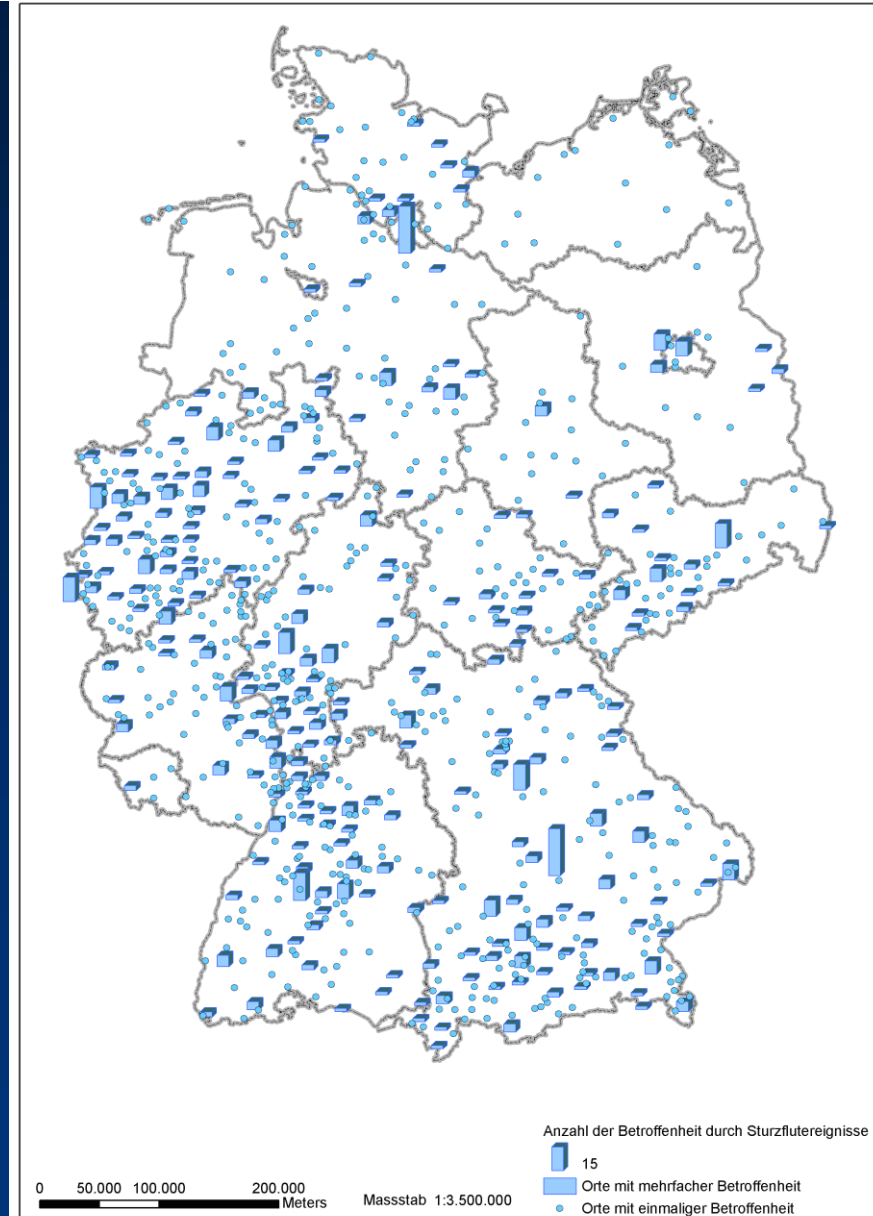 Anzahl der Betroffenheit durch Sturzflutereignisse
15
Orte mit mehrfacher Betroffenheit
Orte mit einmaliger Betroffenheit
0 50.000 100.000 200.000
Meters
Massstab 1:3.500.000